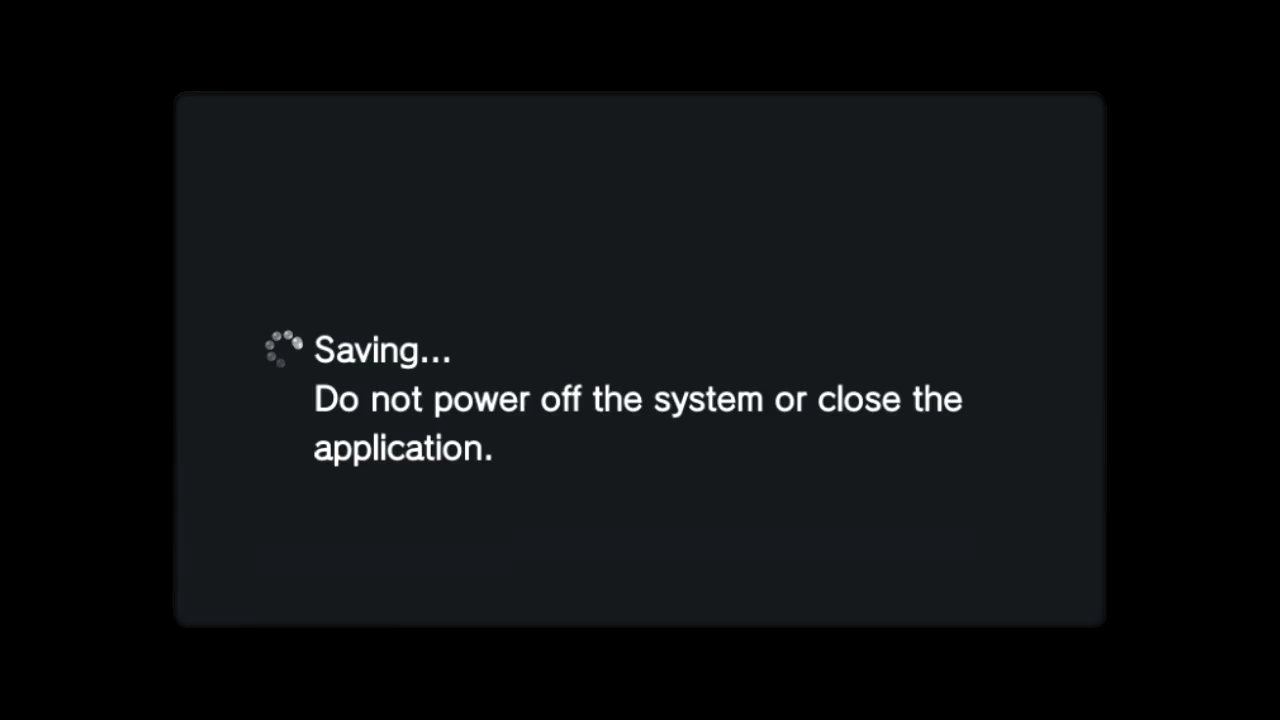 Saving...
Do not power off the system or close the
application.